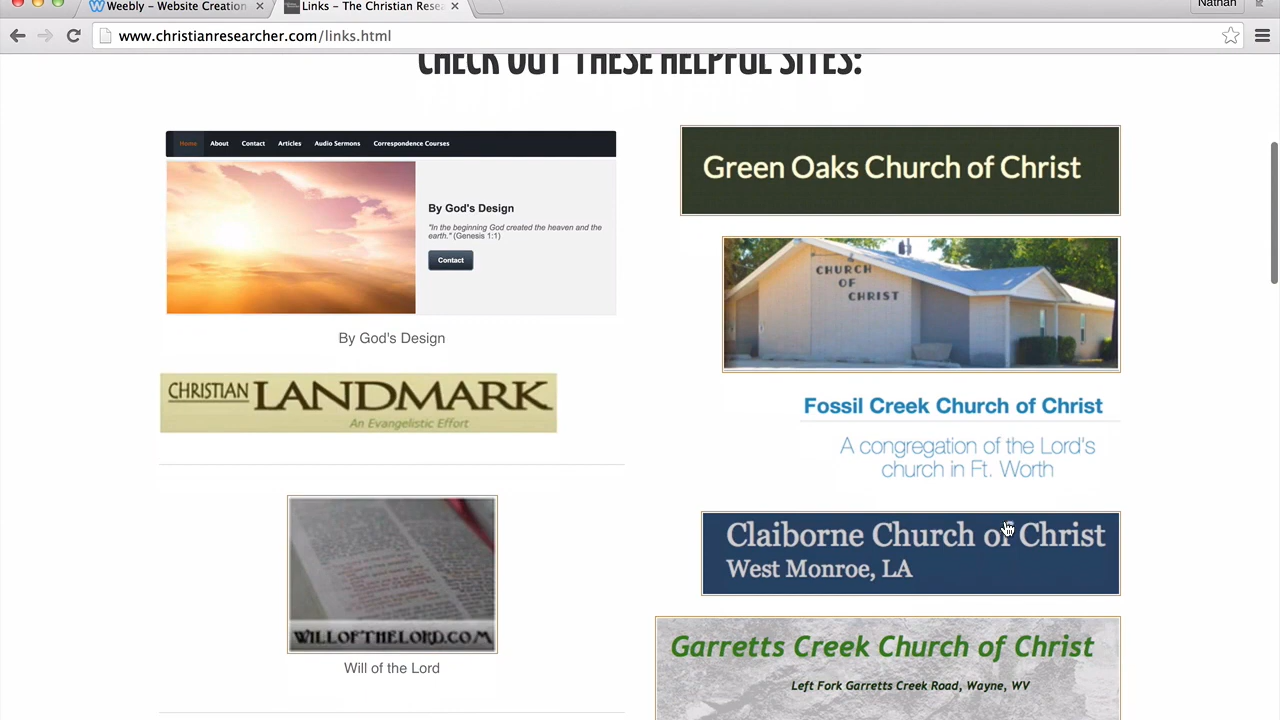 Nathan
Weebly - Website Creation
Links - The Christian Resea
www.christianresearcher.com/links.html
CHECK OUT THESE HELPFUL SITES:
Home About Contact Articles Audio Sermons Correspondence Courses
By God's Design
"In the beginning God created the heaven and the
earth." (Genesis 1:1)
Contact
By God's Design
CHRISTIAN LANDMARK
An Evangelistic Effort
WILLOFTHELORD.COM
Will of the Lord
Green Oaks Church of Christ
CHURCH
OF
CHRIST
Fossil Creek Church of Christ
A congregation of the Lord's
church in Ft. Worth
Claiborne Church of Christ
West Monroe, LA
Garretts Creek Church of Christ
Left Fork Garretts Creek Road, Wayne, WV